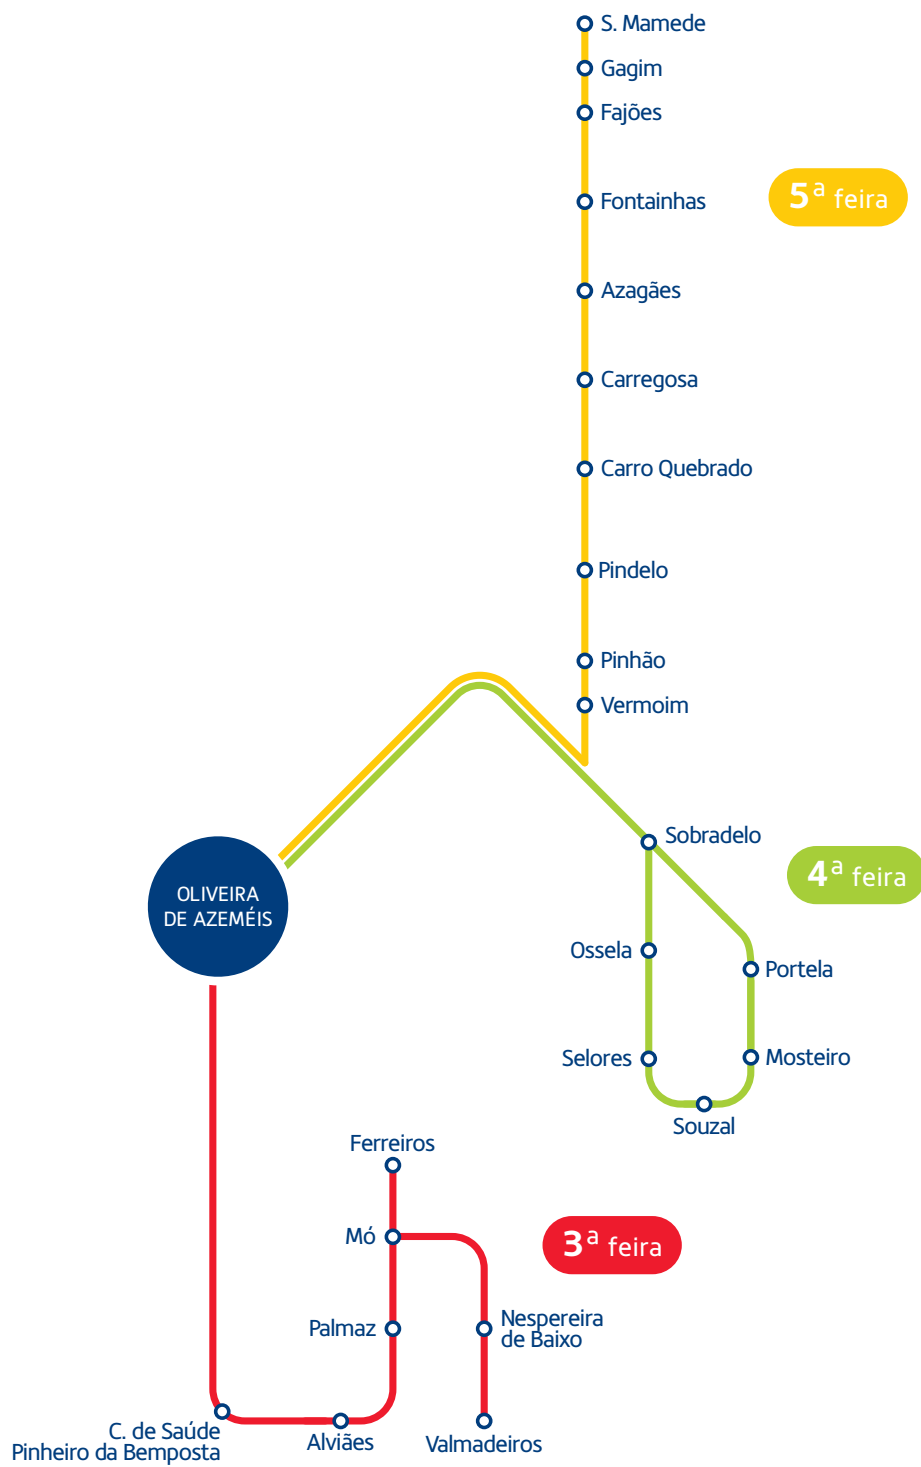 S. Mamede
Gagim
Fajões
Fontainhas
5ª feira
Azagães
Carregosa
Carro Quebrado
Pindelo
Pinhão
Vermoim
Sobradelo
OLIVEIRA
DE AZEMÉIS
4ª feira
Ossela
Portela
Selores
Mosteiro
Souzal
Ferreiros
Mó
3ª feira
Palmaz
Nespereira
de Baixo
C. de Saúde
Pinheiro da Bemposta
Alviães
Valmadeiros